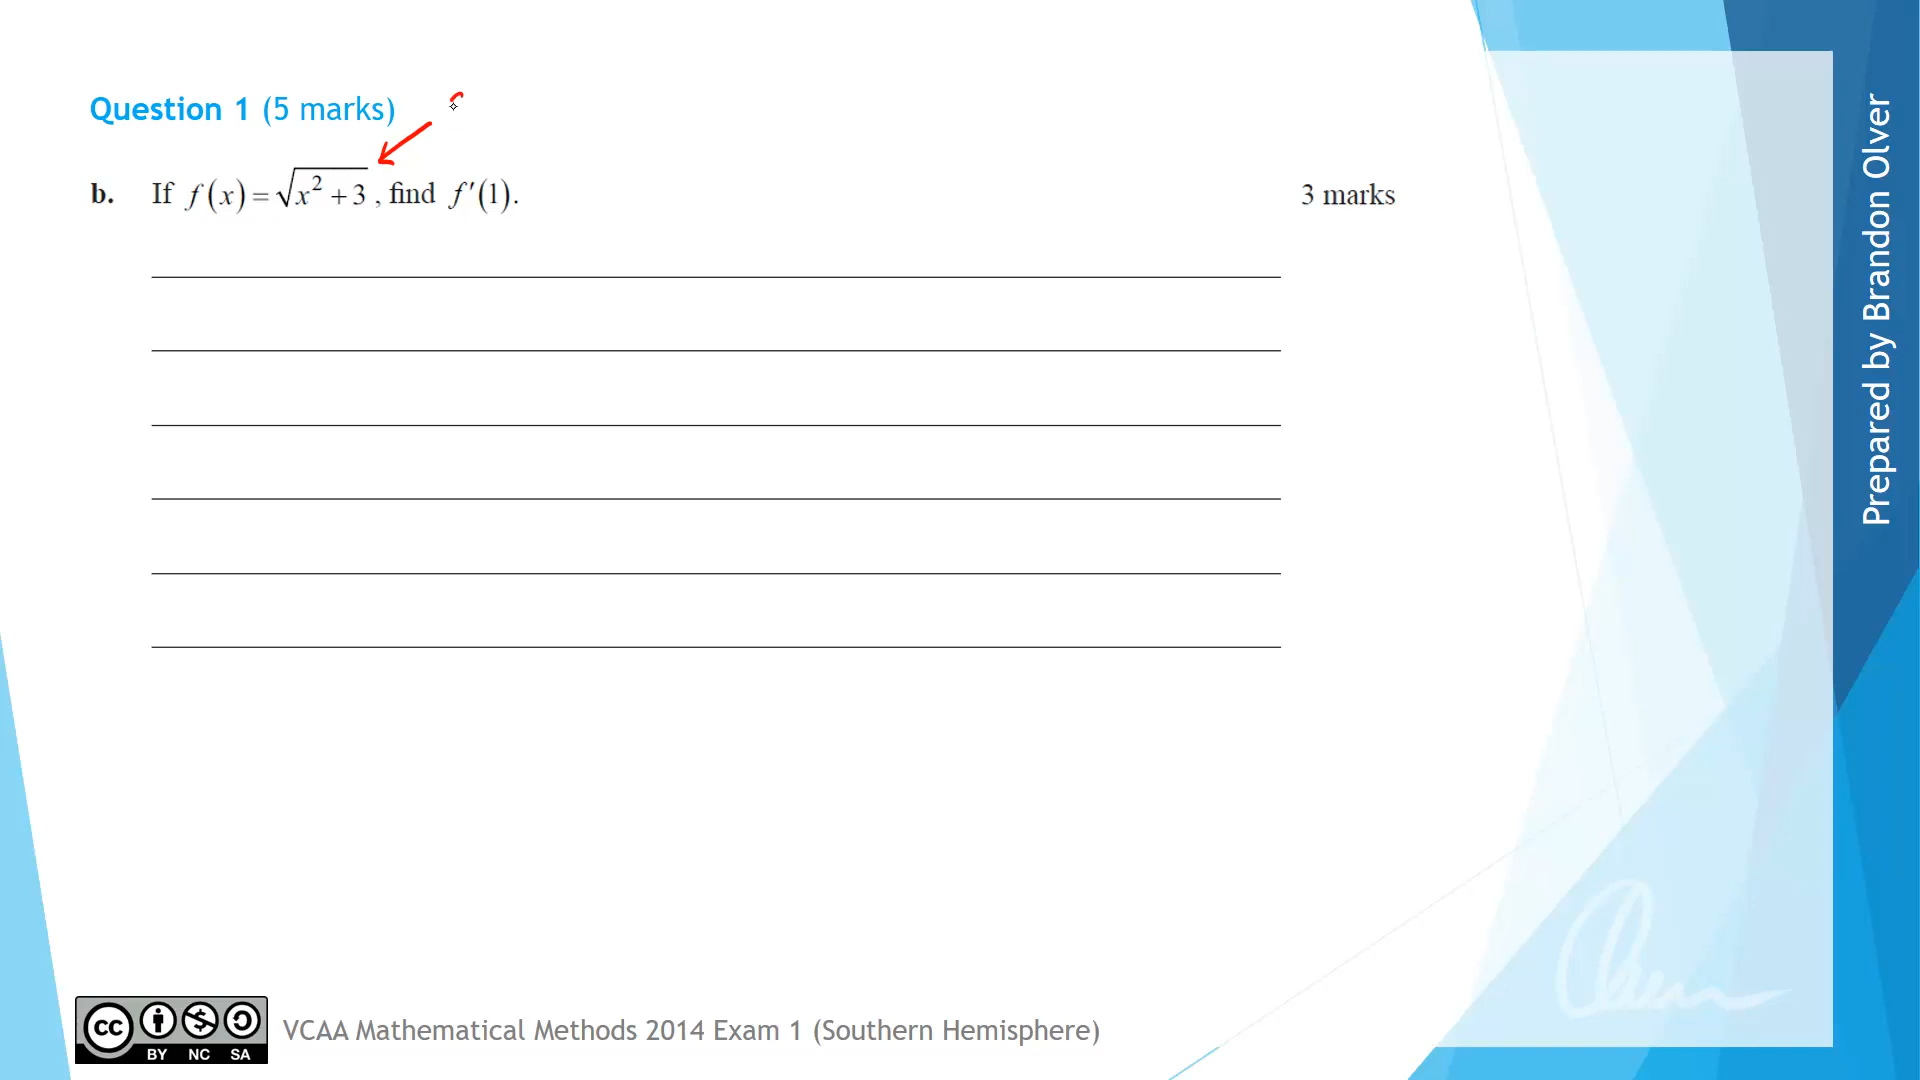 Question 1 (5 marks)
b. If f(x) = √(x² + 3), find f′(1). 3 marks
Prepared by Brandon Olver
cc BY NC SA
VCAA Mathematical Methods 2014 Exam 1 (Southern Hemisphere)